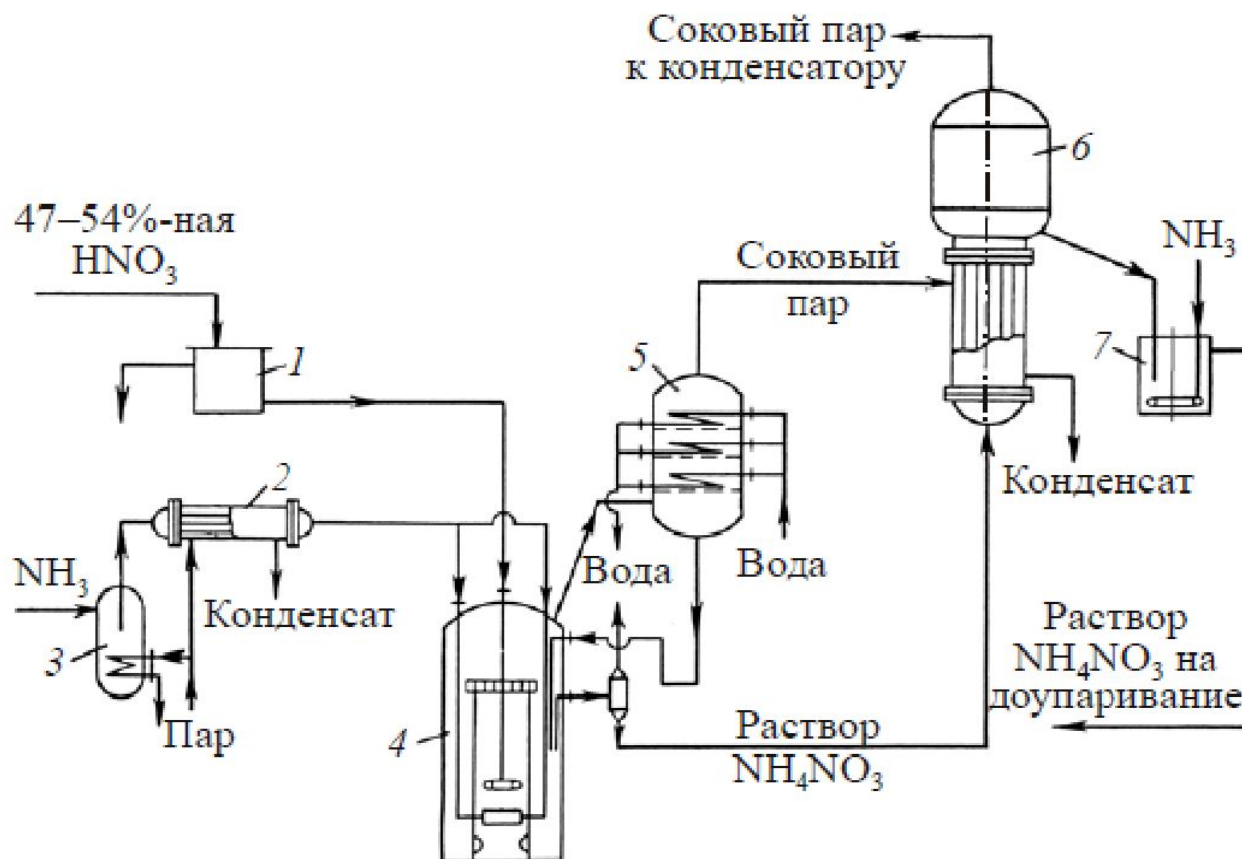 Соковый пар
к конденсатору
6
47–54%-ная
HNO₃
Соковый
пар
NH₃
1
5
7
2
Конденсат
NH₃
Вода
Вода
Конденсат
3
Раствор
NH₄NO₃ на
доупаривание
Пар
4
Раствор
NH₄NO₃